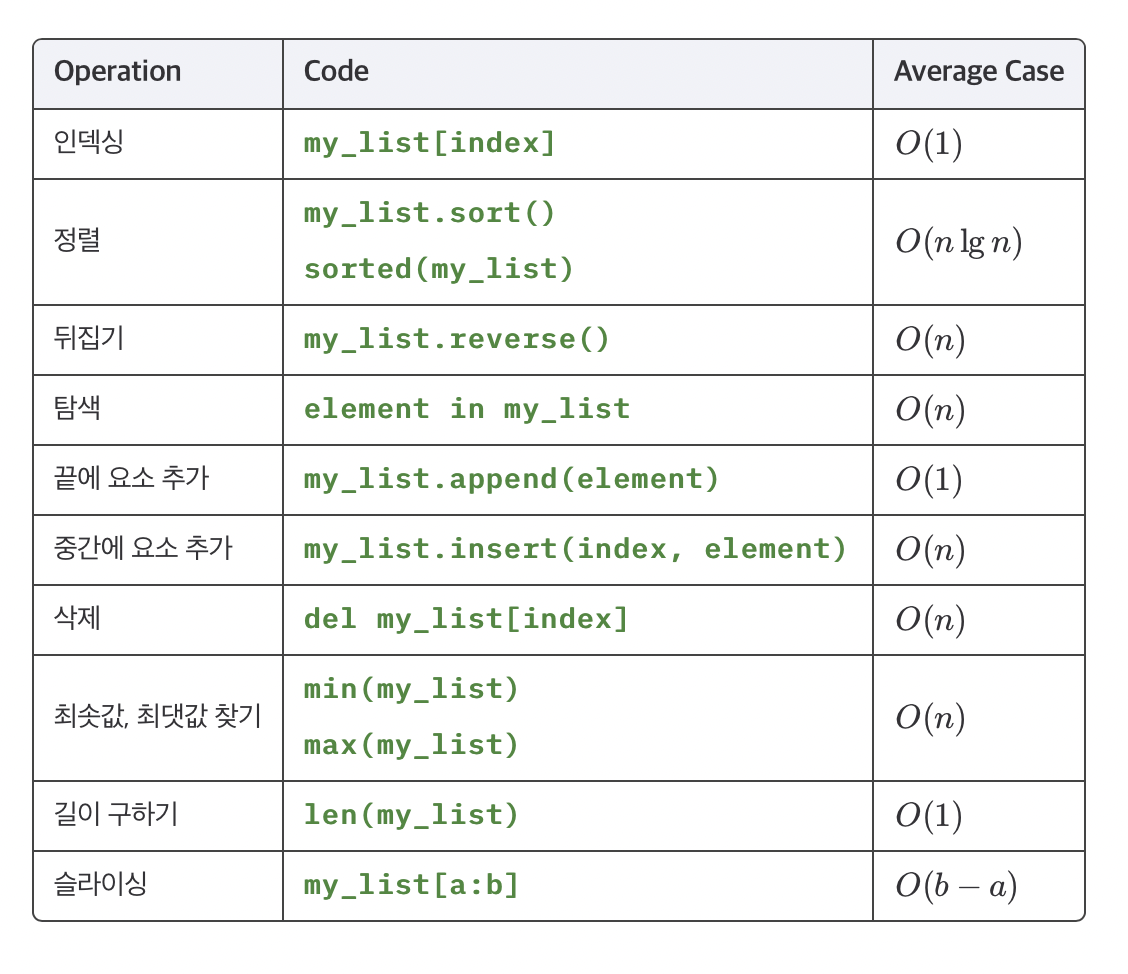 Operation Code Average Case
인덱싱 my_list[index] O(1)
정렬 my_list.sort() O(n lg n)
sorted(my_list)
뒤집기 my_list.reverse() O(n)
탐색 element in my_list O(n)
끝에 요소 추가 my_list.append(element) O(1)
중간에 요소 추가 my_list.insert(index, element) O(n)
삭제 del my_list[index] O(n)
최솟값, 최댓값 찾기 min(my_list) O(n)
max(my_list)
길이 구하기 len(my_list) O(1)
슬라이싱 my_list[a:b] O(b − a)